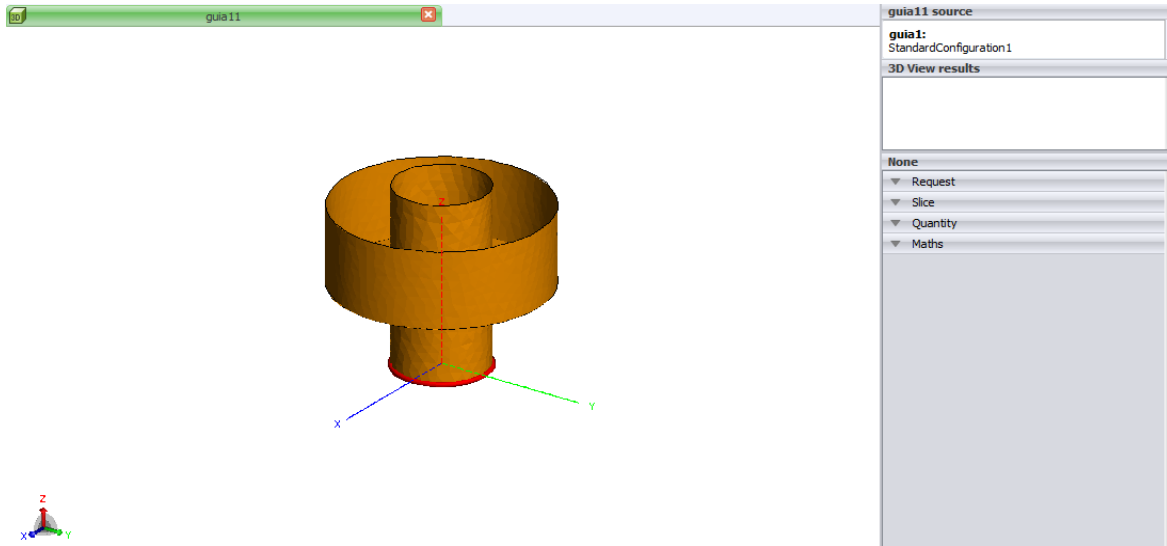 3D
guia11
guia11 source
guia1:
StandardConfiguration1
3D View results
None
Request
Slice
Quantity
Maths
Z
X
Y
Z
X
Y